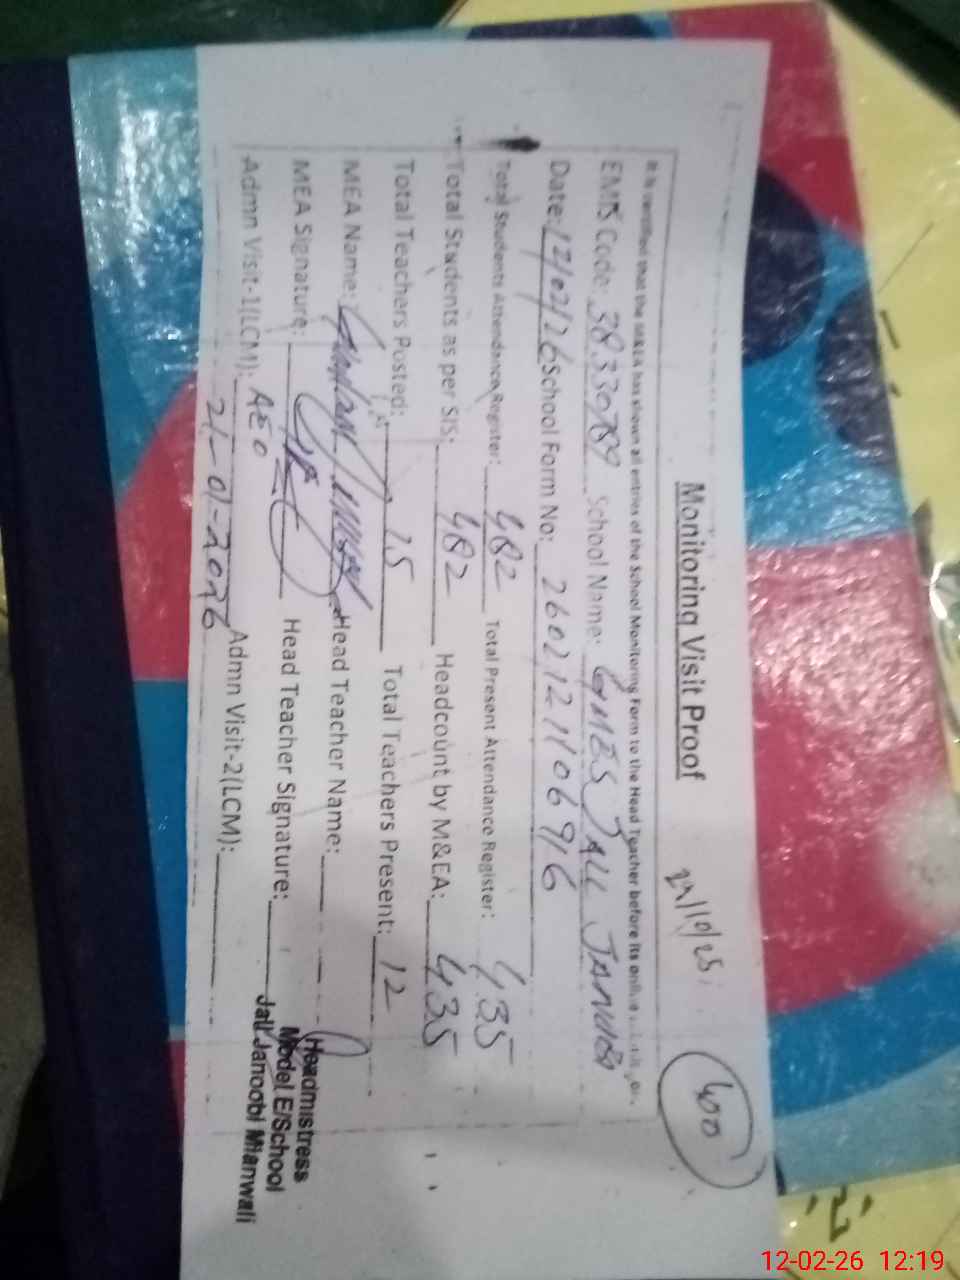 Monitoring Visit Proof
24/10/25
400
It is certified that the M&EA has shown all entries of the School Monitoring Form to the Head Teacher before its online
EMIS Code: 38330789 School Name: GMES JALL JANUBI
Date: 12/02/26 School Form No: 26021211106916
Total Students Attendance Register: 482 Total Present Attendance Register: 435
Total Students as per SIS: 482 Headcount by M&EA: 435
Total Teachers Posted: 15 Total Teachers Present: 12
MEA Name: Head Teacher Name:
MEA Signature: Head Teacher Signature:
Headmistress
Model E/School
Jall Janoobi Mianwali
Admn Visit-1(LCM): AEO Admn Visit-2(LCM):
21-01-2026
12-02-26 12:19